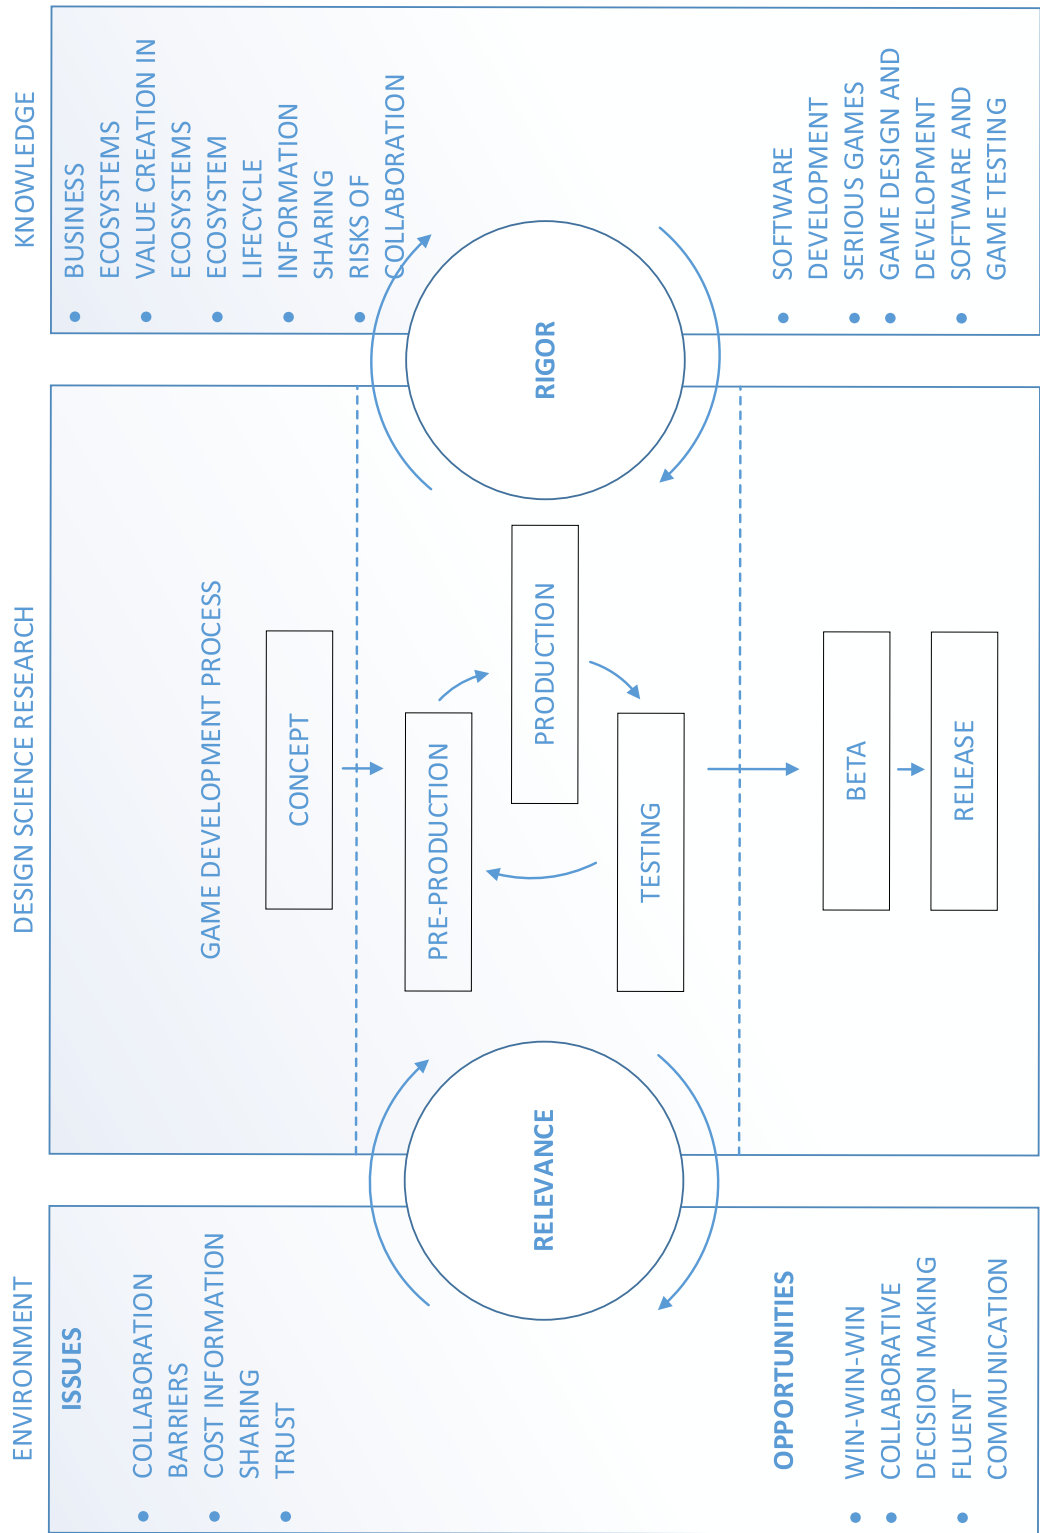 ENVIRONMENT
ISSUES
• COLLABORATION
BARRIERS
• COST INFORMATION
SHARING
• TRUST
OPPORTUNITIES
• WIN-WIN-WIN
• COLLABORATIVE
DECISION MAKING
• FLUENT
COMMUNICATION
RELEVANCE
DESIGN SCIENCE RESEARCH
GAME DEVELOPMENT PROCESS
CONCEPT
PRE-PRODUCTION
PRODUCTION
TESTING
BETA
RELEASE
RIGOR
KNOWLEDGE
• BUSINESS
ECOSYSTEMS
• VALUE CREATION IN
ECOSYSTEMS
• ECOSYSTEM
LIFECYCLE
• INFORMATION
SHARING
• RISKS OF
COLLABORATION
• SOFTWARE
DEVELOPMENT
• SERIOUS GAMES
• GAME DESIGN AND
DEVELOPMENT
• SOFTWARE AND
GAME TESTING